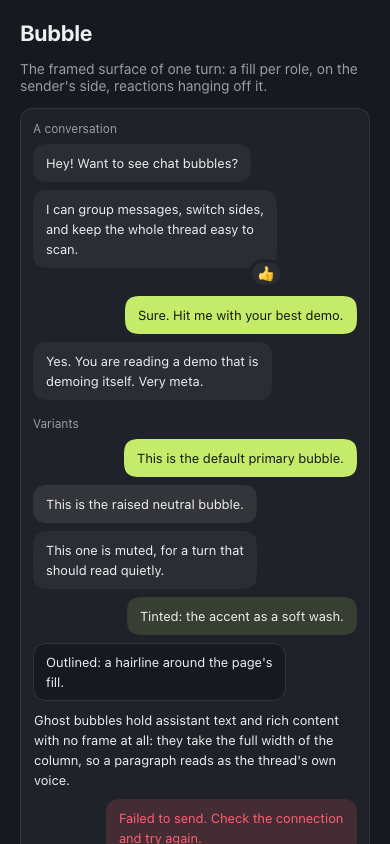 Bubble
The framed surface of one turn: a fill per role, on the
sender's side, reactions hanging off it.
A conversation
Hey! Want to see chat bubbles?
I can group messages, switch sides,
and keep the whole thread easy to
scan.
Sure. Hit me with your best demo.
Yes. You are reading a demo that is
demoing itself. Very meta.
Variants
This is the default primary bubble.
This is the raised neutral bubble.
This one is muted, for a turn that
should read quietly.
Tinted: the accent as a soft wash.
Outlined: a hairline around the page's
fill.
Ghost bubbles hold assistant text and rich content
with no frame at all: they take the full width of the
column, so a paragraph reads as the thread's own
voice.
Failed to send. Check the connection
and try again.